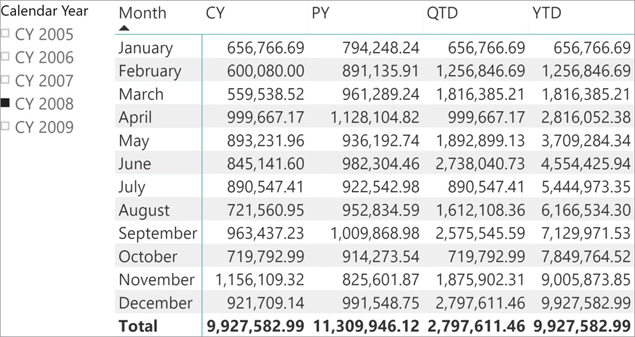 Calendar Year
CY 2005
CY 2006
CY 2007
CY 2008
CY 2009
Month CY PY QTD YTD
January 656,766.69 794,248.24 656,766.69 656,766.69
February 600,080.00 891,135.91 1,256,846.69 1,256,846.69
March 559,538.52 961,289.24 1,816,385.21 1,816,385.21
April 999,667.17 1,128,104.82 999,667.17 2,816,052.38
May 893,231.96 936,192.74 1,892,899.13 3,709,284.34
June 845,141.60 982,304.46 2,738,040.73 4,554,425.94
July 890,547.41 922,542.98 890,547.41 5,444,973.35
August 721,560.95 952,834.59 1,612,108.36 6,166,534.30
September 963,437.23 1,009,868.98 2,575,545.59 7,129,971.53
October 719,792.99 914,273.54 719,792.99 7,849,764.52
November 1,156,109.32 825,601.87 1,875,902.31 9,005,873.85
December 921,709.14 991,548.75 2,797,611.46 9,927,582.99
Total 9,927,582.99 11,309,946.12 2,797,611.46 9,927,582.99